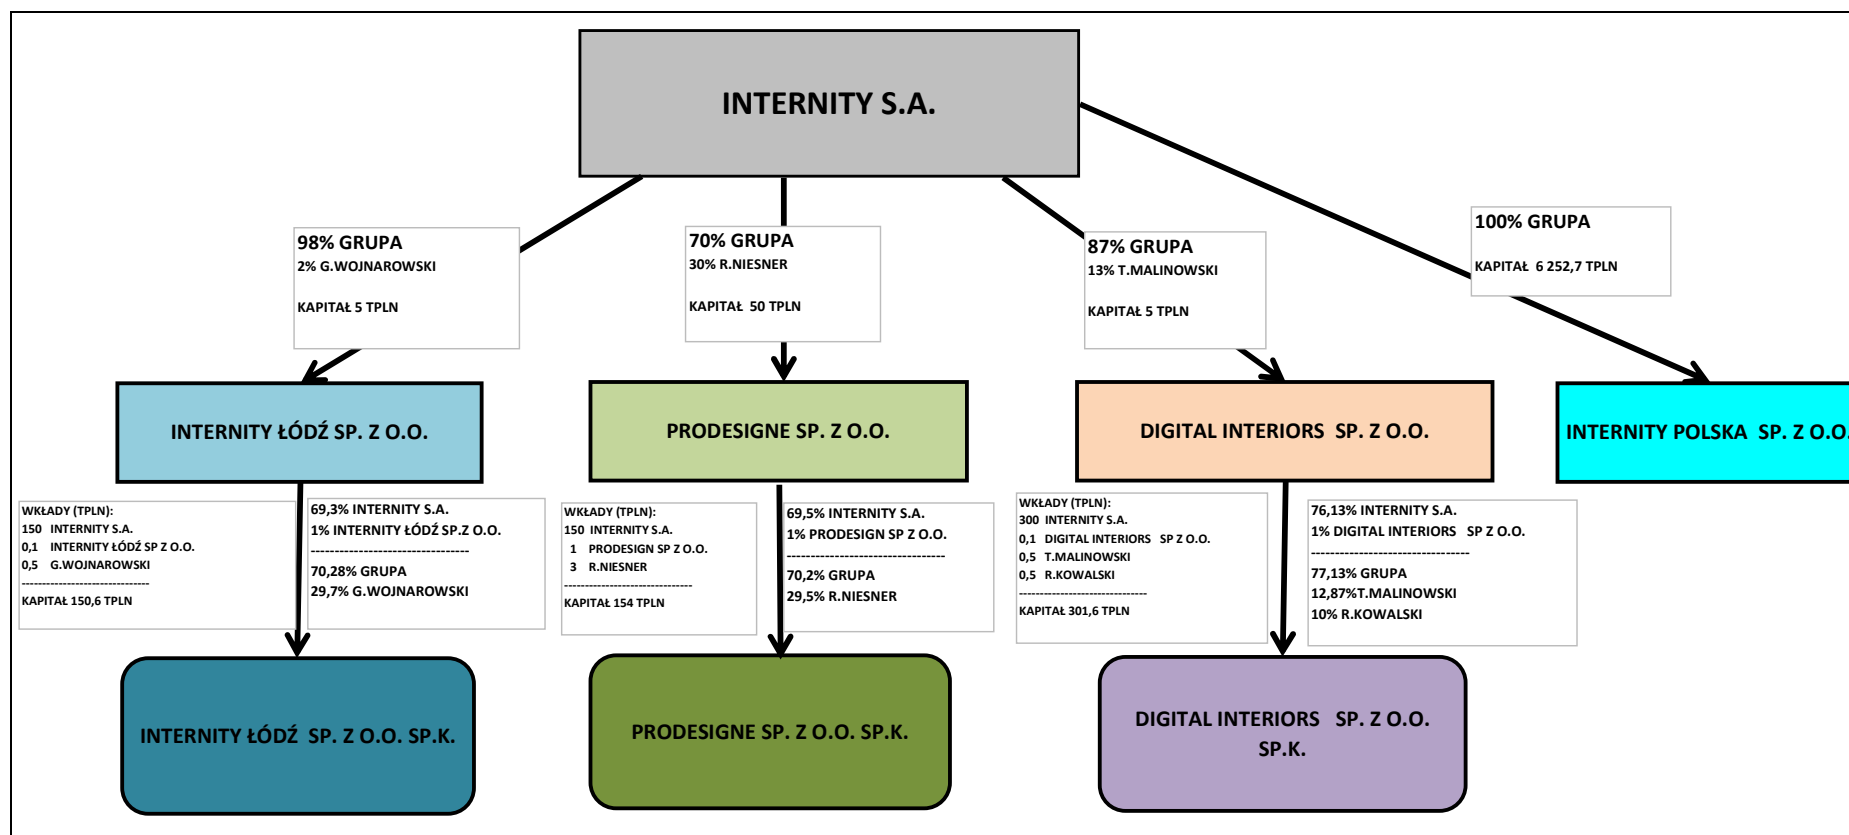 INTERNITY S.A.
98% GRUPA
2% G.WOJNAROWSKI
KAPITAŁ 5 TPLN
70% GRUPA
30% R.NIESNER
KAPITAŁ  50 TPLN
87% GRUPA
13% T.MALINOWSKI
KAPITAŁ 5 TPLN
100% GRUPA
KAPITAŁ  6 252,7 TPLN
INTERNITY ŁÓDŹ SP. Z O.O.
PRODESIGNE SP. Z O.O.
DIGITAL INTERIORS  SP. Z O.O.
INTERNITY POLSKA  SP. Z O.O.
WKŁADY (TPLN):
150  INTERNITY S.A.
0,1  INTERNITY ŁÓDŹ SP Z O.O.
0,5  G.WOJNAROWSKI
-------------------------------
KAPITAŁ 150,6 TPLN
69,3% INTERNITY S.A.
1% INTERNITY ŁÓDŹ SP.Z O.O.
---------------------------------
70,28% GRUPA
29,7% G.WOJNAROWSKI
WKŁADY (TPLN):
150  INTERNITY S.A.
1  PRODESIGN SP Z O.O.
3  R.NIESNER
-------------------------------
KAPITAŁ 154 TPLN
69,5% INTERNITY S.A.
1% PRODESIGN SP Z O.O.
---------------------------------
70,2% GRUPA
29,5% R.NIESNER
WKŁADY (TPLN):
300  INTERNITY S.A.
0,1  DIGITAL INTERIORS  SP Z O.O.
0,5  T.MALINOWSKI
0,5  R.KOWALSKI
-------------------------------
KAPITAŁ 301,6 TPLN
76,13% INTERNITY S.A.
1% DIGITAL INTERIORS  SP Z O.O.
---------------------------------
77,13% GRUPA
12,87%T.MALINOWSKI
10% R.KOWALSKI
INTERNITY ŁÓDŹ  SP. Z O.O. SP.K.
PRODESIGNE SP. Z O.O. SP.K.
DIGITAL INTERIORS  SP. Z O.O.
SP.K.